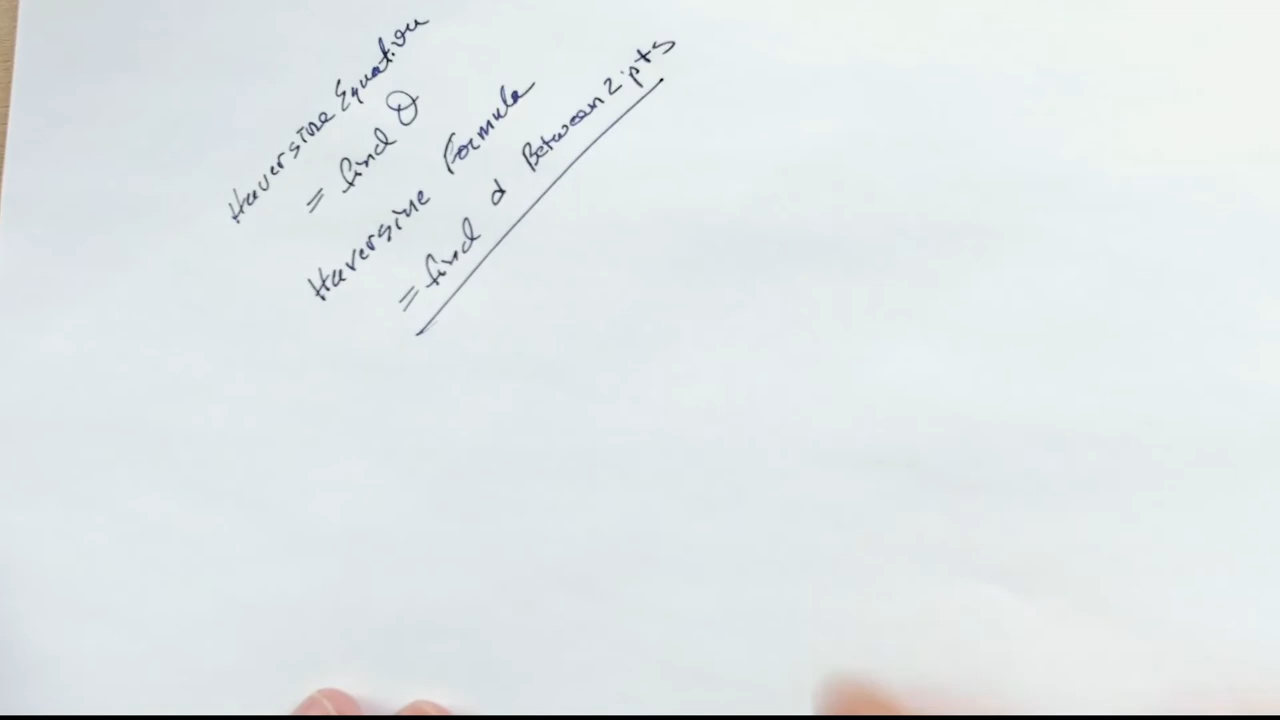 Haversine Equation
= find θ
Haversine Formula
= find d Between 2 pts